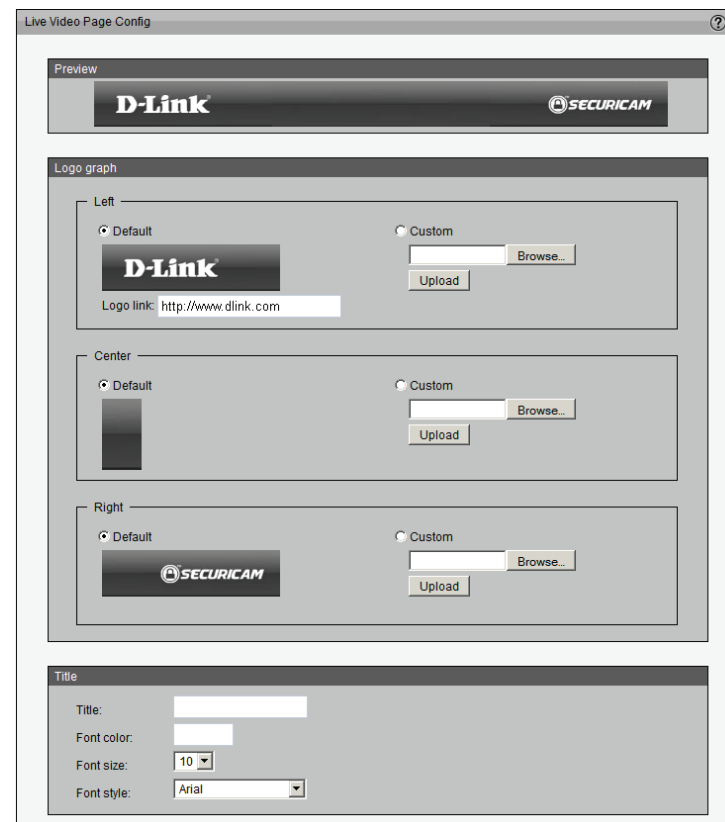 Live Video Page Config ?
Preview
D-Link SECURICAM
Logo graph
Left
Default Custom
Browse...
D-Link
Upload
Logo link: http://www.dlink.com
Center
Default Custom
Browse...
Upload
Right
Default Custom
Browse...
SECURICAM
Upload
Title
Title:
Font color:
Font size: 10
Font style: Arial